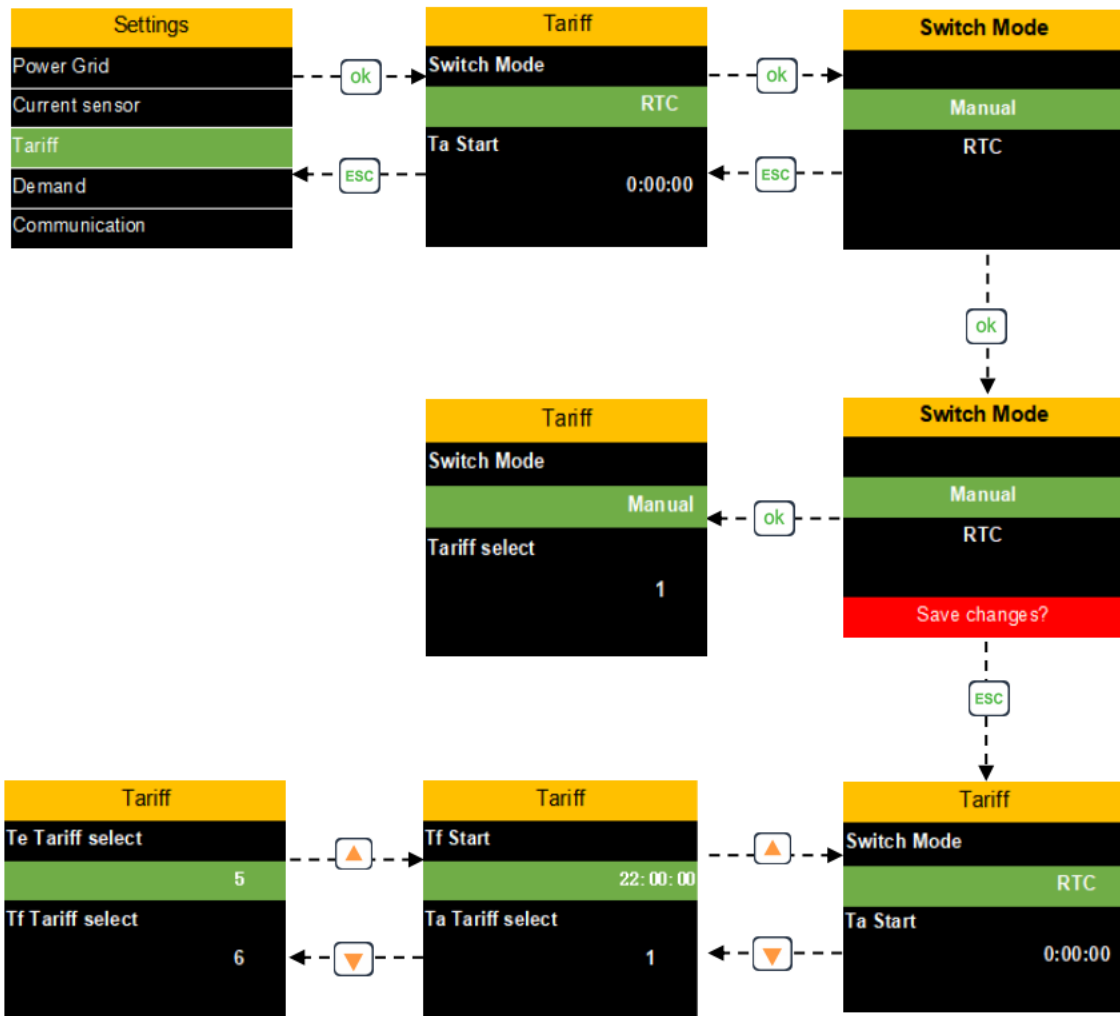 Settings
Power Grid
Current sensor
Tariff
Demand
Communication
ok
ESC
Tariff
Switch Mode
RTC
Ta Start
0:00:00
ok
ESC
Switch Mode
Manual
RTC
ok
Tariff
Switch Mode
Manual
Tariff select
1
ok
Switch Mode
Manual
RTC
Save changes?
ESC
Tariff
Te Tariff select
5
Tf Tariff select
6
Tariff
Tf Start
22:00:00
Ta Tariff select
1
Tariff
Switch Mode
RTC
Ta Start
0:00:00